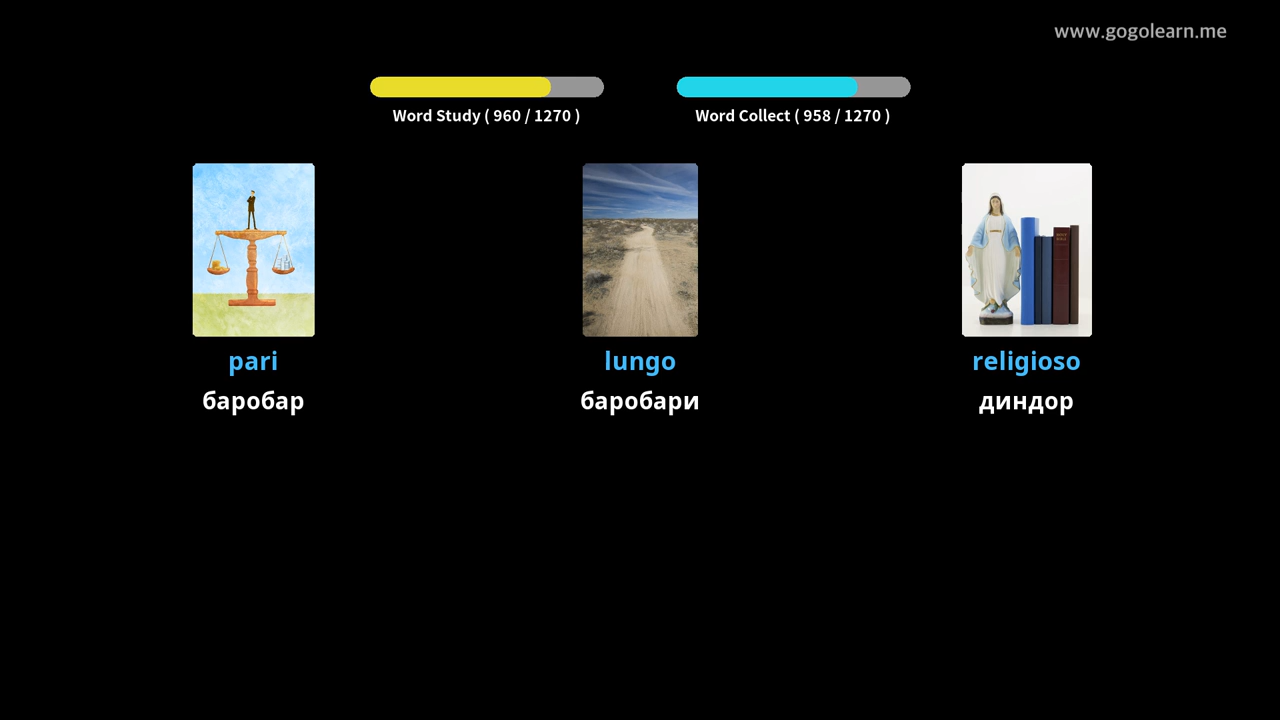 www.gogolearn.me
Word Study ( 960 / 1270 )
Word Collect ( 958 / 1270 )
pari
lungo
religioso
баробар
баробари
диндор